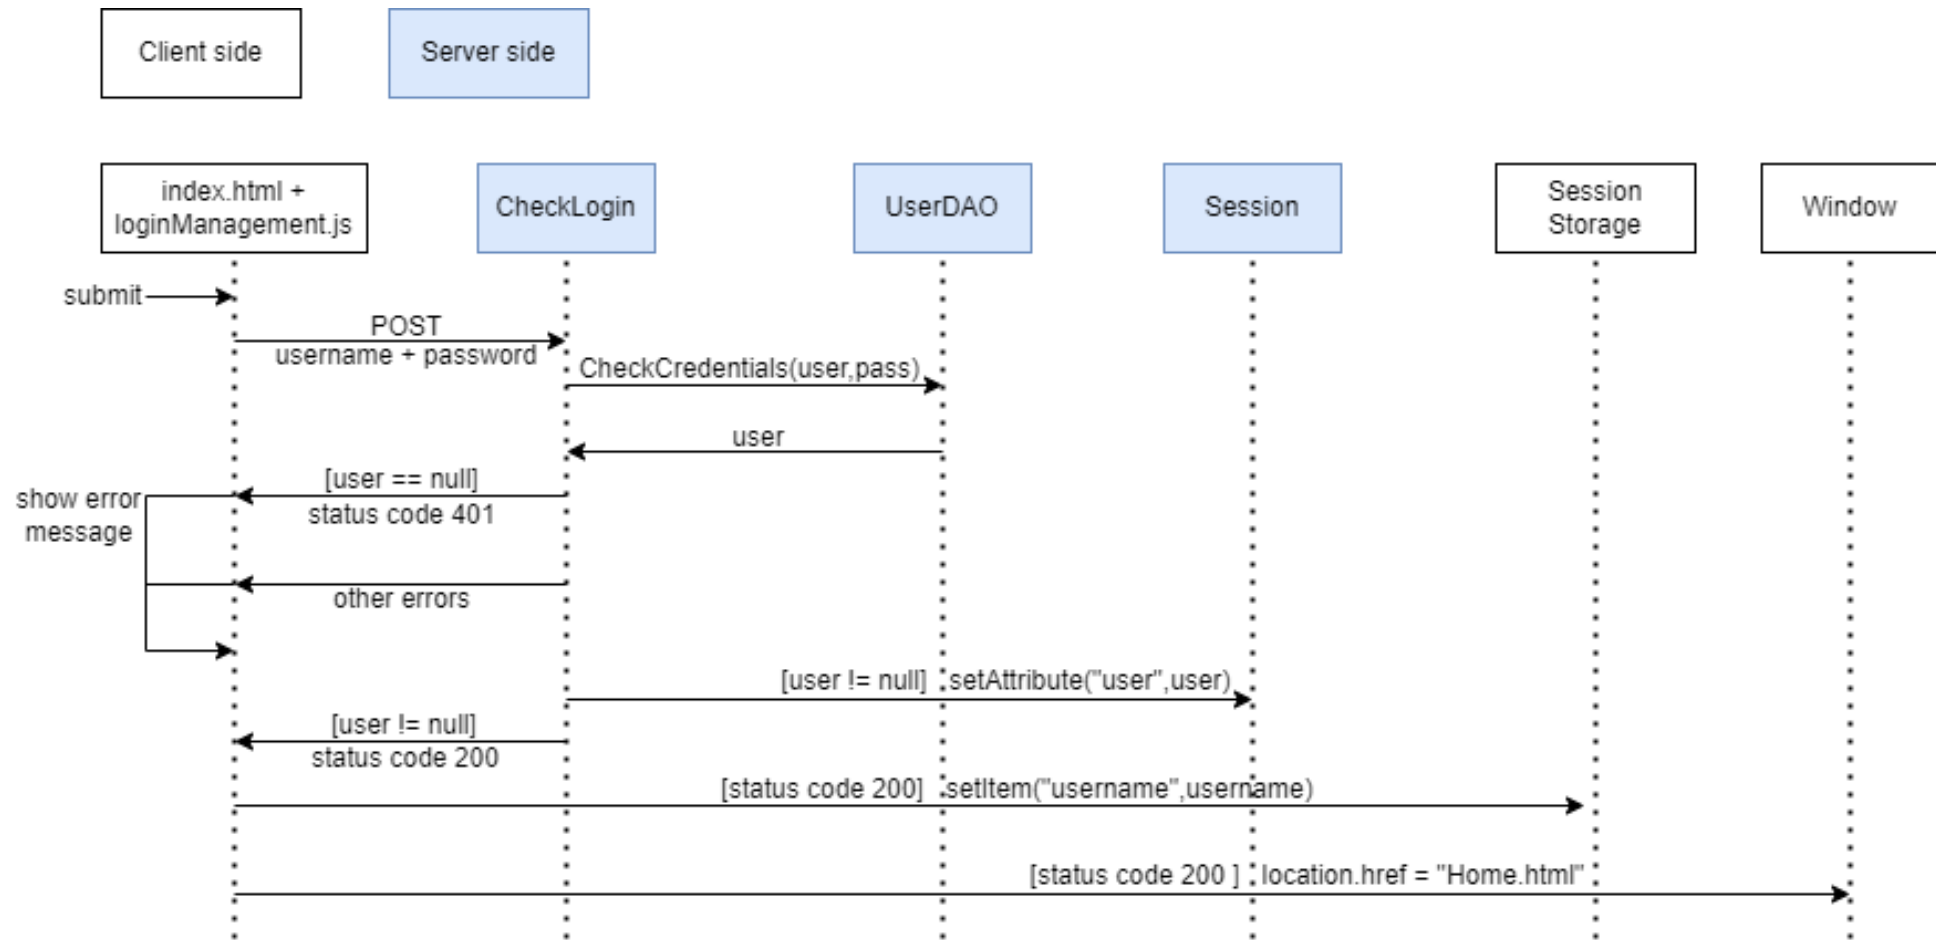 Client side
Server side
index.html +
loginManagement.js
CheckLogin
UserDAO
Session
Session
Storage
Window
submit
POST
username + password
CheckCredentials(user,pass)
user
[user == null]
status code 401
show error
message
other errors
[user != null] setAttribute("user",user)
[user != null]
status code 200
[status code 200] setItem("username",username)
[status code 200 ] location.href = "Home.html"